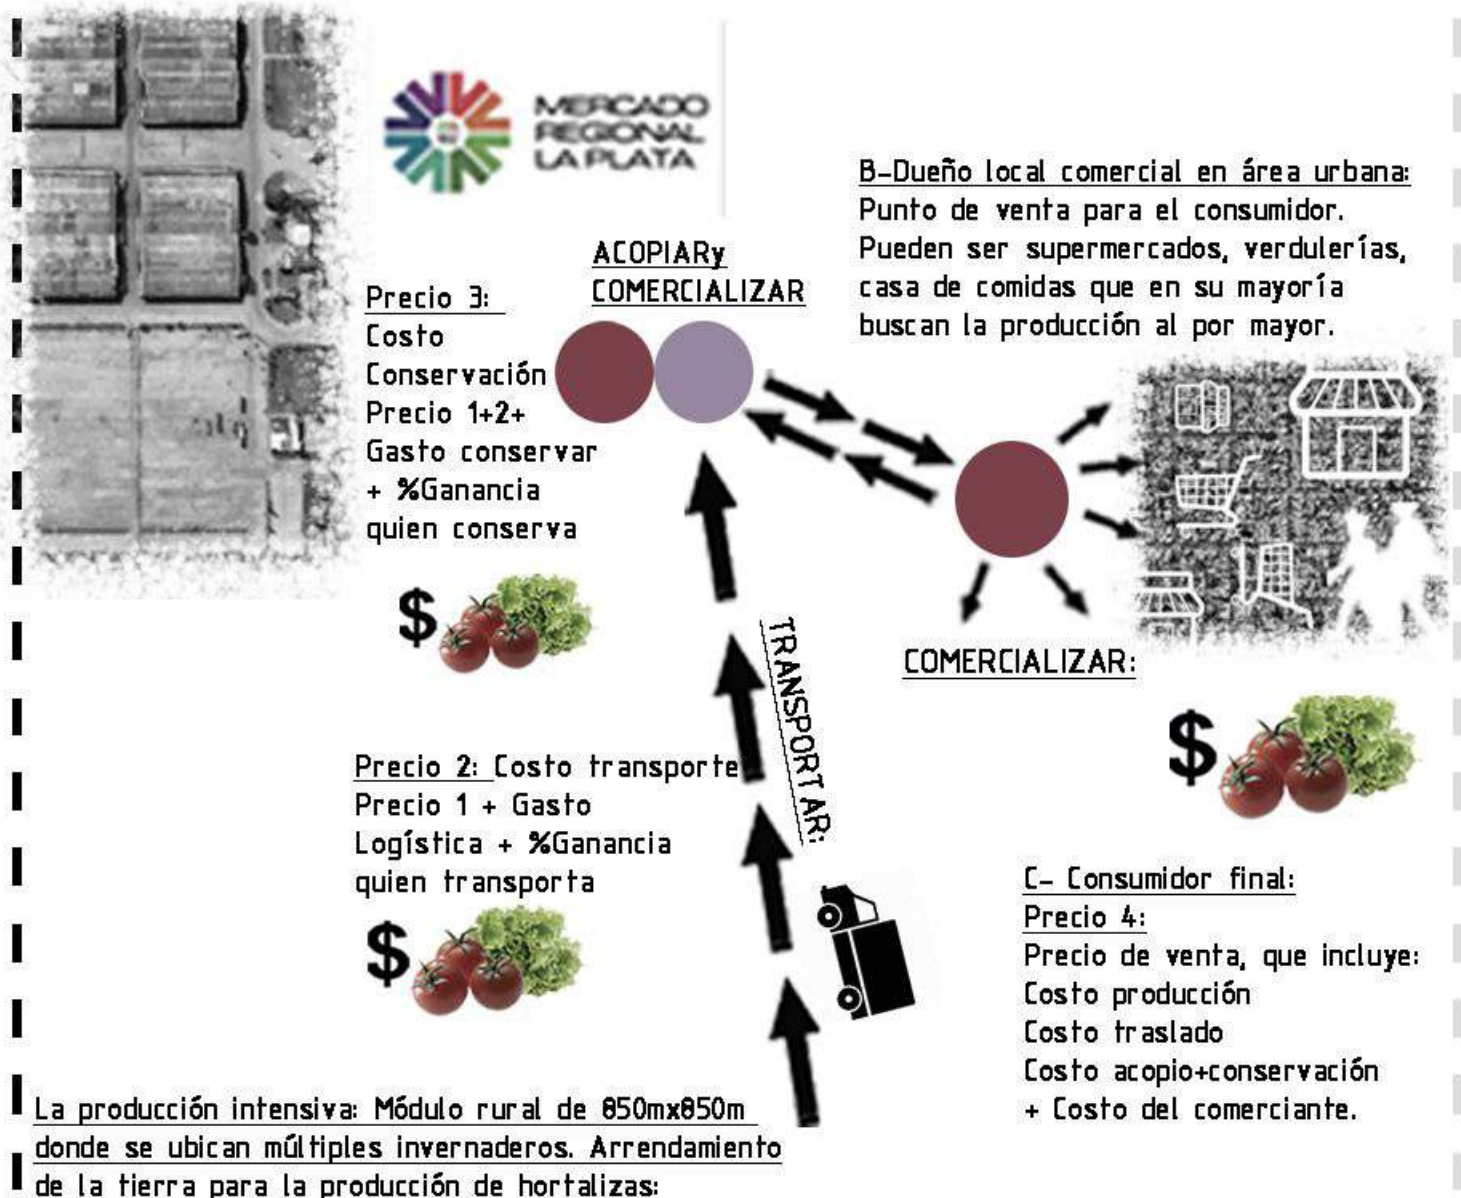 MERCADO
REGIONAL
LA PLATA
B-Dueño local comercial en área urbana:
Punto de venta para el consumidor.
Pueden ser supermercados, verdulerías,
casa de comidas que en su mayoría
buscan la producción al por mayor.
ACOPIARy
COMERCIALIZAR
Precio 3:
Costo
Conservación
Precio 1+2+
Gasto conservar
+ %Ganancia
quien conserva
$
TRANSPORTAR:
COMERCIALIZAR:
$
Precio 2: Costo transporte
Precio 1 + Gasto
Logística + %Ganancia
quien transporta
$
C- Consumidor final:
Precio 4:
Precio de venta, que incluye:
Costo producción
Costo traslado
Costo acopio+conservación
+ Costo del comerciante.
La producción intensiva: Módulo rural de 850mx850m
donde se ubican múltiples invernaderos. Arrendamiento
de la tierra para la producción de hortalizas: